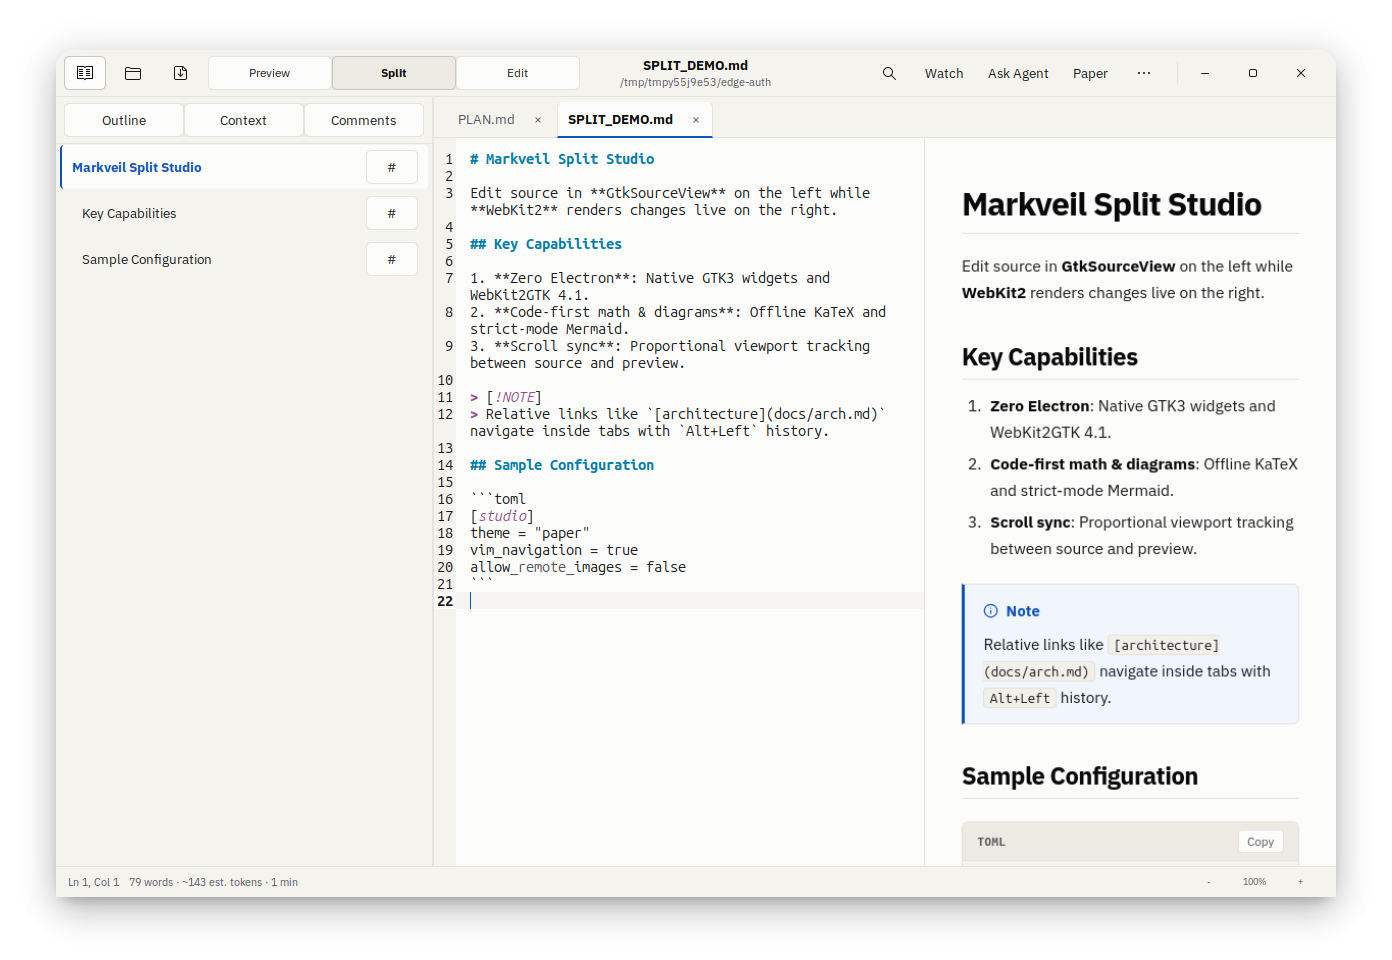 Preview
Split
Edit
SPLIT_DEMO.md
/tmp/tmpy55j9e53/edge-auth
Watch
Ask Agent
Paper
Outline
Context
Comments
Markveil Split Studio
#
Key Capabilities
#
Sample Configuration
#
PLAN.md ×
SPLIT_DEMO.md ×
1 # Markveil Split Studio
2
3 Edit source in **GtkSourceView** on the left while
**WebKit2** renders changes live on the right.
4
5 ## Key Capabilities
6
7 1. **Zero Electron**: Native GTK3 widgets and
WebKit2GTK 4.1.
8 2. **Code-first math & diagrams**: Offline KaTeX and
strict-mode Mermaid.
9 3. **Scroll sync**: Proportional viewport tracking
between source and preview.
10
11 > [!NOTE]
12 > Relative links like `[architecture](docs/arch.md)`
navigate inside tabs with `Alt+Left` history.
13
14 ## Sample Configuration
15
16 ```toml
17 [studio]
18 theme = "paper"
19 vim_navigation = true
20 allow_remote_images = false
21 ```
22
Markveil Split Studio
Edit source in GtkSourceView on the left while
WebKit2 renders changes live on the right.
Key Capabilities
1. Zero Electron: Native GTK3 widgets and
WebKit2GTK 4.1.
2. Code-first math & diagrams: Offline KaTeX
and strict-mode Mermaid.
3. Scroll sync: Proportional viewport tracking
between source and preview.
Note
Relative links like [architecture]
(docs/arch.md) navigate inside tabs with
Alt+Left history.
Sample Configuration
TOML
Copy
Ln 1, Col 1 79 words · ~143 est. tokens · 1 min
- 100% +